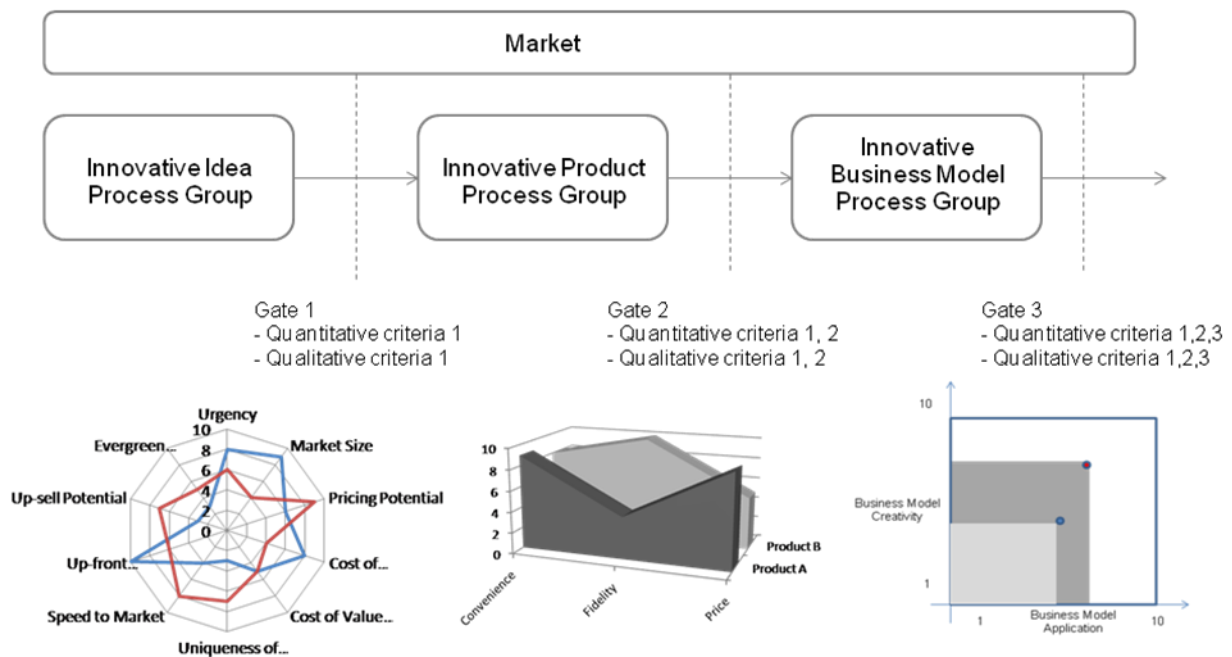 Market
Innovative Idea
Process Group
Innovative Product
Process Group
Innovative
Business Model
Process Group
Gate 1
- Quantitative criteria 1
- Qualitative criteria 1
Gate 2
- Quantitative criteria 1, 2
- Qualitative criteria 1, 2
Gate 3
- Quantitative criteria 1,2,3
- Qualitative criteria 1,2,3
Urgency
Market Size
Pricing Potential
Cost of...
Cost of Value...
Uniqueness of...
Speed to Market
Up-front...
Up-sell Potential
Evergreen...
10
8
6
4
2
0
10
8
6
4
2
0
Convenience
Fidelity
Price
Product B
Product A
10
Business Model
Creativity
1
1
Business Model
Application
10